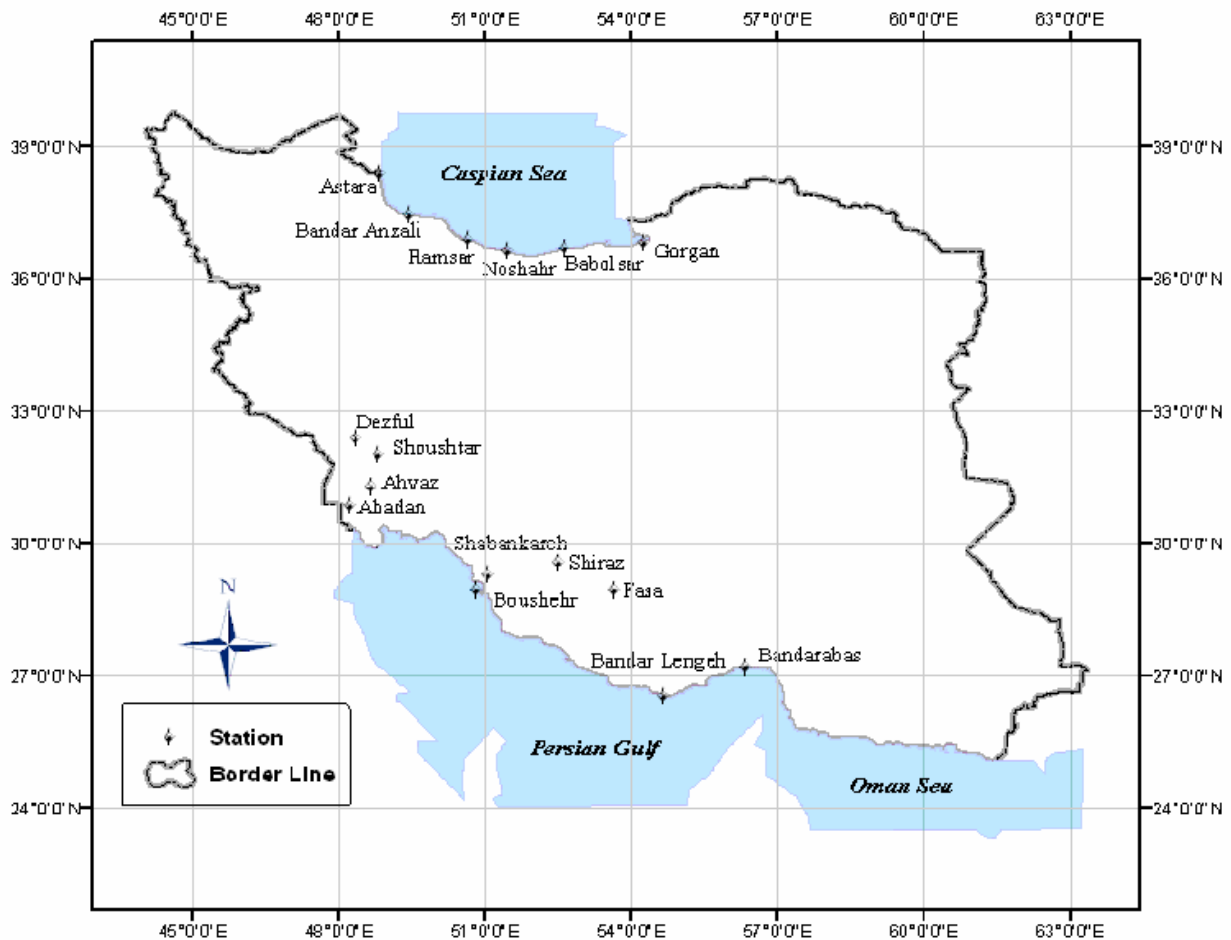 45°0'0"E 48°0'0"E 51°0'0"E 54°0'0"E 57°0'0"E 60°0'0"E 63°0'0"E
39°0'0"N 39°0'0"N
Caspian Sea
Astara
Bandar Anzali
Ramsar
Noshahr
Babolsar
Gorgan
36°0'0"N 36°0'0"N
33°0'0"N 33°0'0"N
Dezful
Shoushtar
Ahvaz
Abadan
30°0'0"N 30°0'0"N
Shabankareh
Shiraz
Boushehr
Fasa
N
27°0'0"N 27°0'0"N
Bandar Lengeh
Bandarabas
Station
Border Line
Persian Gulf
Oman Sea
24°0'0"N 24°0'0"N
45°0'0"E 48°0'0"E 51°0'0"E 54°0'0"E 57°0'0"E 60°0'0"E 63°0'0"E